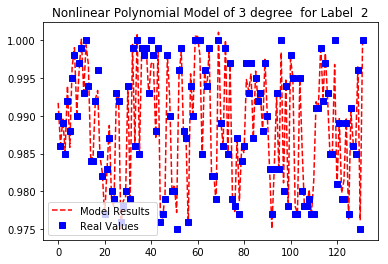 Nonlinear Polynomial Model of 3 degree  for Label  2
1.000
0.995
0.990
0.985
0.980
0.975
Model Results
Real Values
0 20 40 60 80 100 120